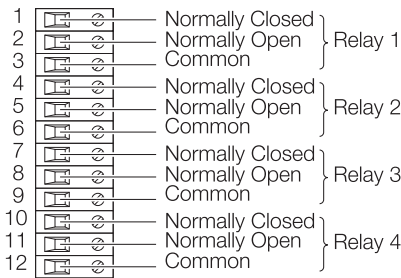 1 Normally Closed
2 Normally Open Relay 1
3 Common
4 Normally Closed
5 Normally Open Relay 2
6 Common
7 Normally Closed
8 Normally Open Relay 3
9 Common
10 Normally Closed
11 Normally Open Relay 4
12 Common